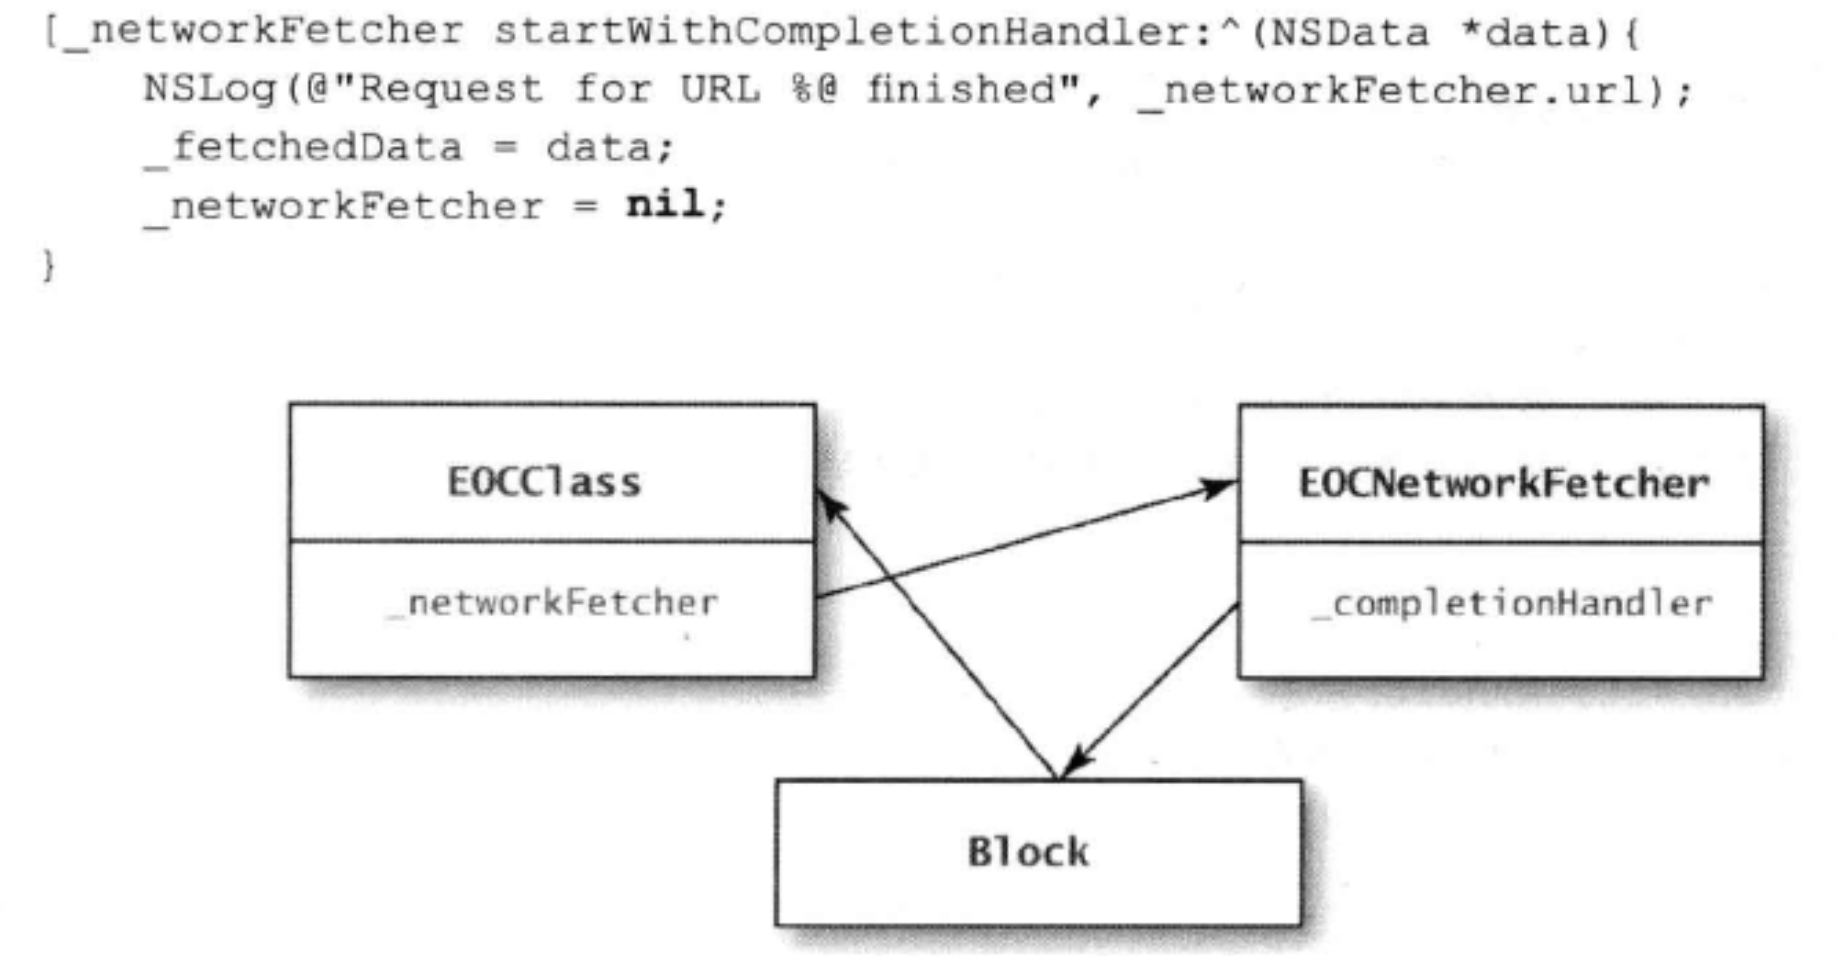 [_networkFetcher startWithCompletionHandler:^(NSData *data){
NSLog(@"Request for URL %@ finished", _networkFetcher.url);
_fetchedData = data;
_networkFetcher = nil;
}
EOCClass
EOCNetworkFetcher
_networkFetcher
_completionHandler
Block